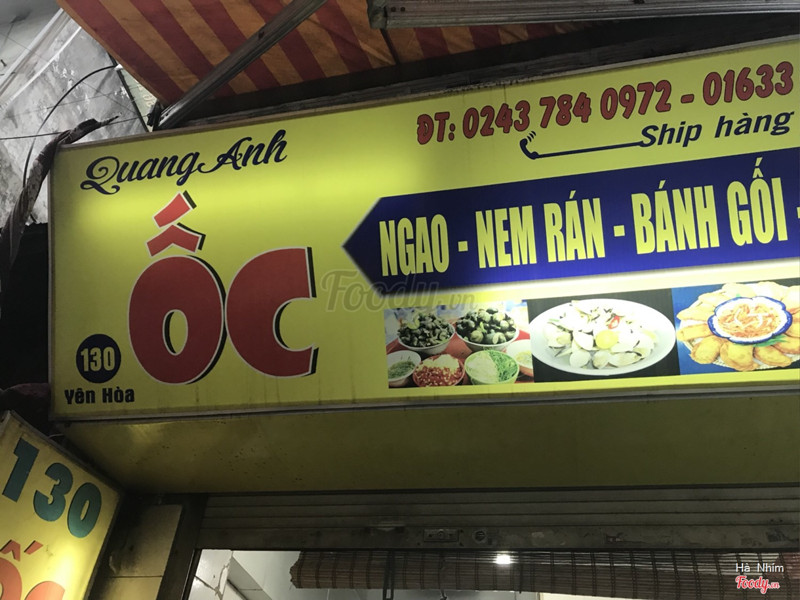 Quang Anh
ỐC
130
Yên Hòa
ĐT: 0243 784 0972 - 01633
Ship hàng
NGAO - NEM RÁN - BÁNH GỐI -
Foody.vn
130
ỐC
Hà Nhím
Foody.vn